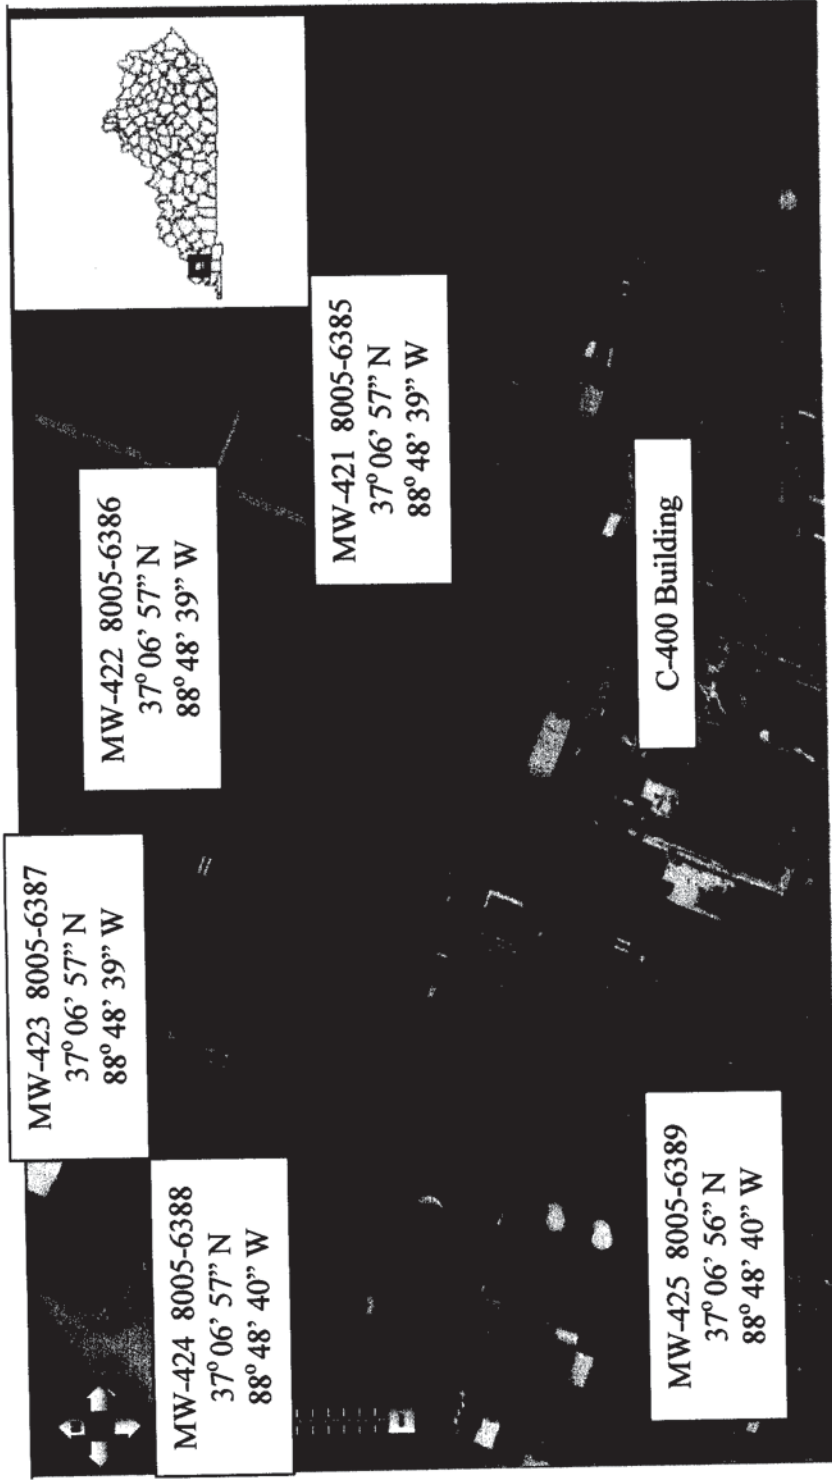 MW-423 8005-6387
37° 06' 57” N
88° 48' 39” W
MW-422 8005-6386
37° 06' 57” N
88° 48' 39” W
MW-424 8005-6388
37° 06' 57” N
88° 48' 40” W
MW-421 8005-6385
37° 06' 57” N
88° 48' 39” W
C-400 Building
MW-425 8005-6389
37° 06' 56” N
88° 48' 40” W